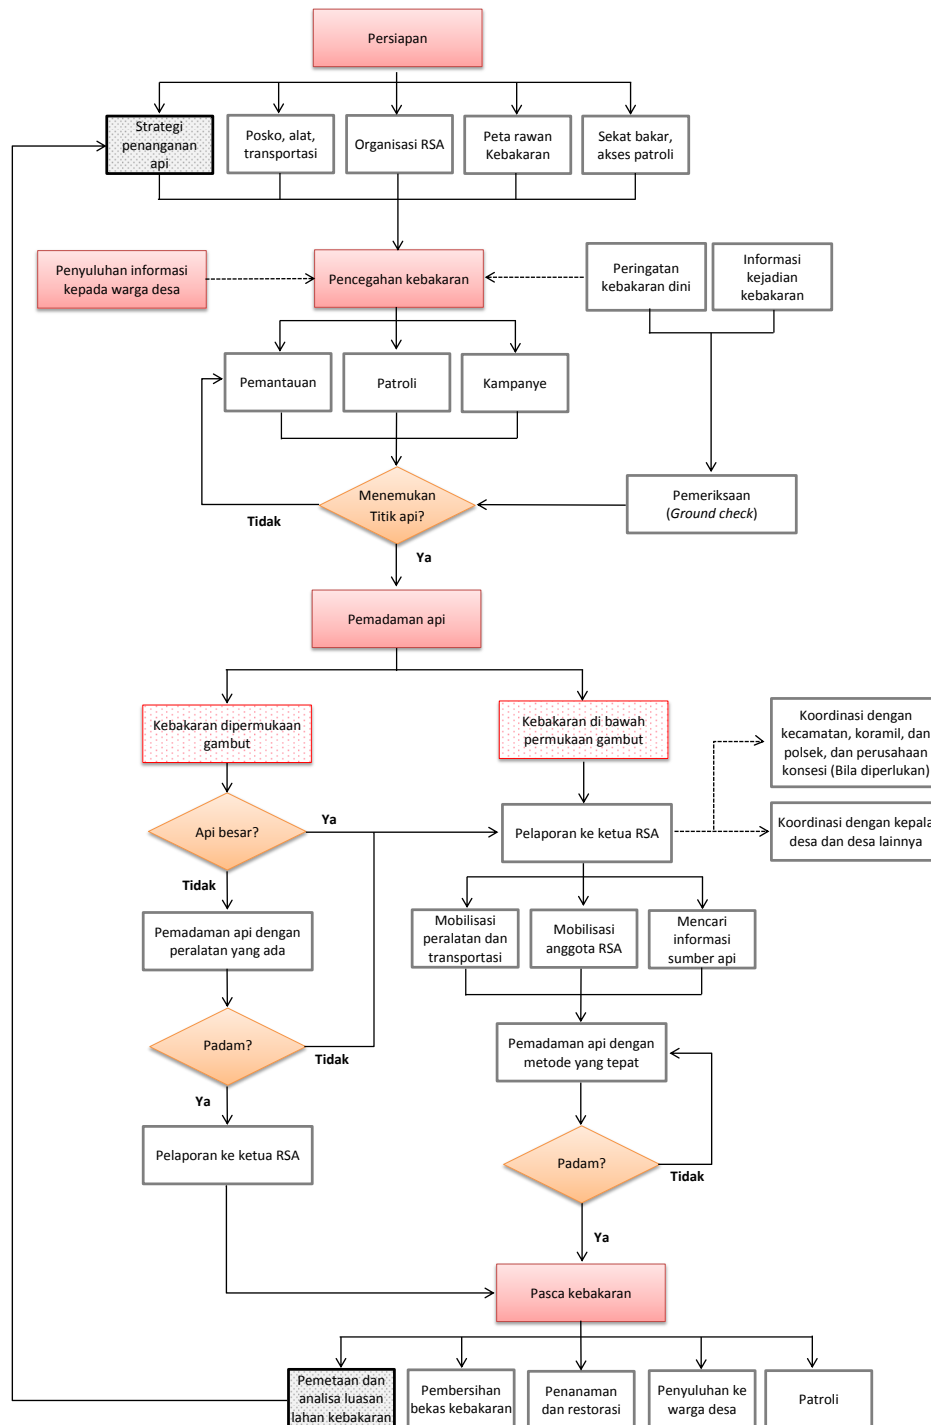 Persiapan
Strategi
penanganan
api
Posko, alat,
transportasi
Organisasi RSA
Peta rawan
Kebakaran
Sekat bakar,
akses patroli
Penyuluhan informasi
kepada warga desa
Pencegahan kebakaran
Peringatan
kebakaran dini
Informasi
kejadian
kebakaran
Pemantauan
Patroli
Kampanye
Menemukan
Titik api?
Tidak
Pemeriksaan
(Ground check)
Ya
Pemadaman api
Kebakaran dipermukaan
gambut
Kebakaran di bawah
permukaan gambut
Koordinasi dengan
kecamatan, koramil, dan
polsek, dan perusahaan
konsesi (Bila diperlukan)
Api besar?
Ya
Pelaporan ke ketua RSA
Koordinasi dengan kepala
desa dan desa lainnya
Tidak
Pemadaman api dengan
peralatan yang ada
Mobilisasi
peralatan dan
transportasi
Mobilisasi
anggota RSA
Mencari
informasi
sumber api
Padam?
Tidak
Pemadaman api dengan
metode yang tepat
Ya
Pelaporan ke ketua RSA
Padam?
Tidak
Ya
Pasca kebakaran
Pemetaan dan
analisa luasan
lahan kebakaran
Pembersihan
bekas kebakaran
Penanaman
dan restorasi
Penyuluhan ke
warga desa
Patroli